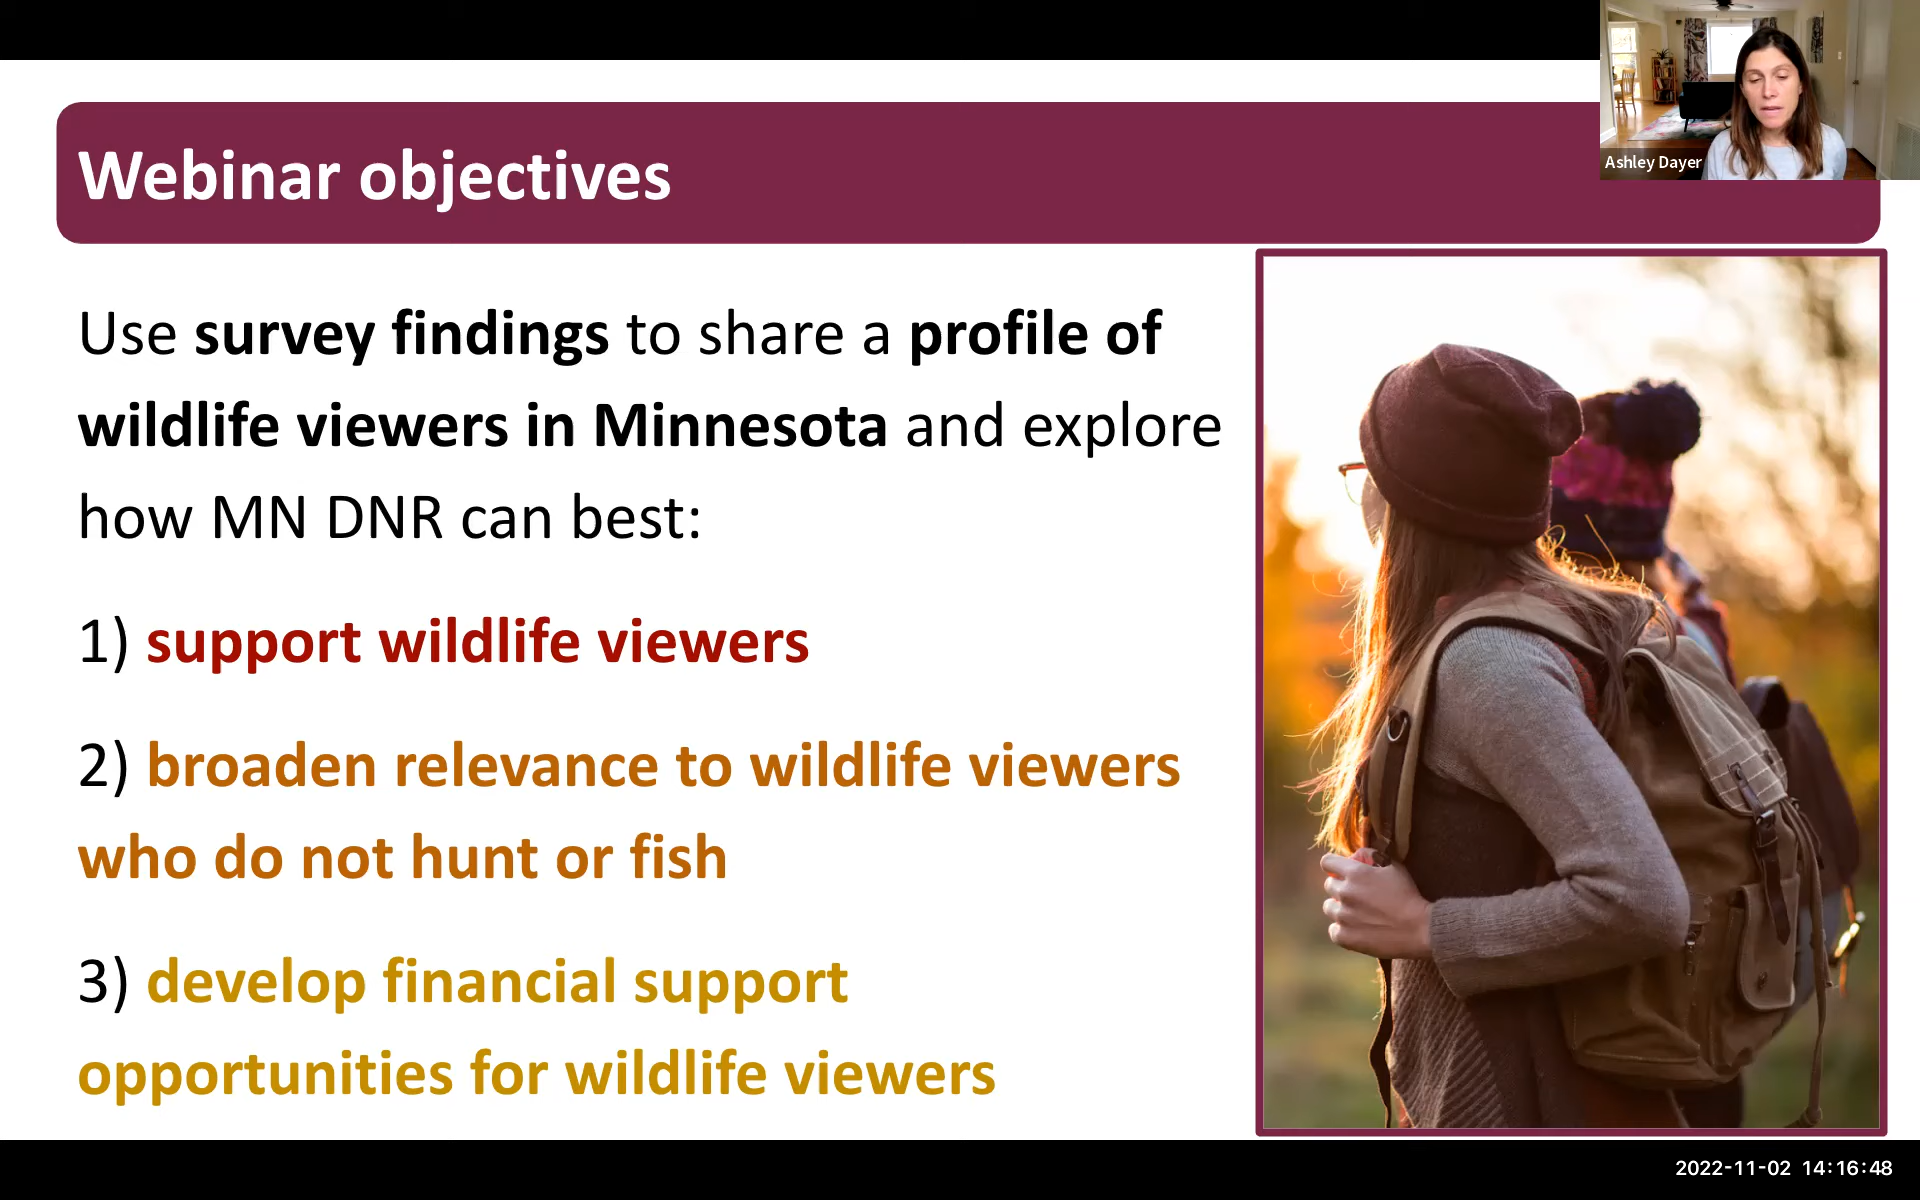 Ashley Dayer
Webinar objectives
Use survey findings to share a profile of
wildlife viewers in Minnesota and explore
how MN DNR can best:
1) support wildlife viewers
2) broaden relevance to wildlife viewers
who do not hunt or fish
3) develop financial support
opportunities for wildlife viewers
2022-11-02 14:16:48